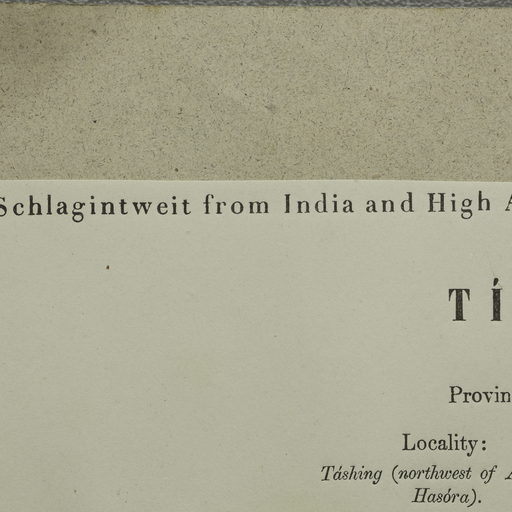 Schlagintweit from India and High
T Í
Provin
Locality:
Táshing (northwest of
Hasóra).